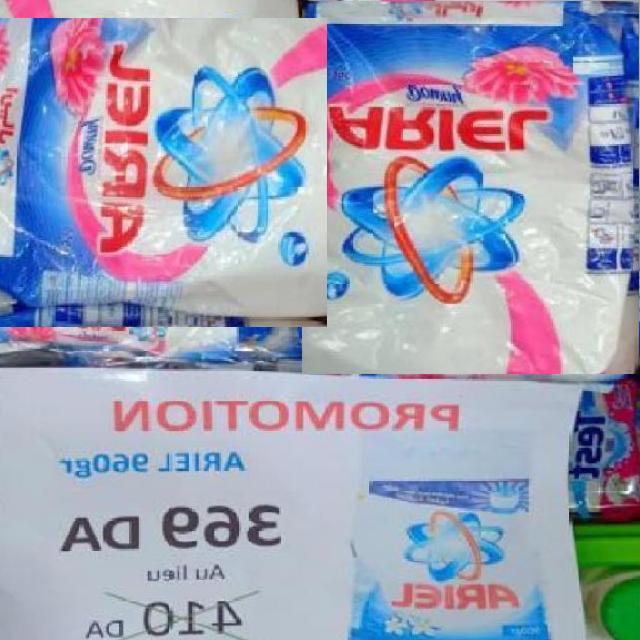 ARIEL
Downy
ARIEL
Downy
PROMOTION
ARIEL 960gr
369 DA
Au lieu
410 DA
ARIEL
Test